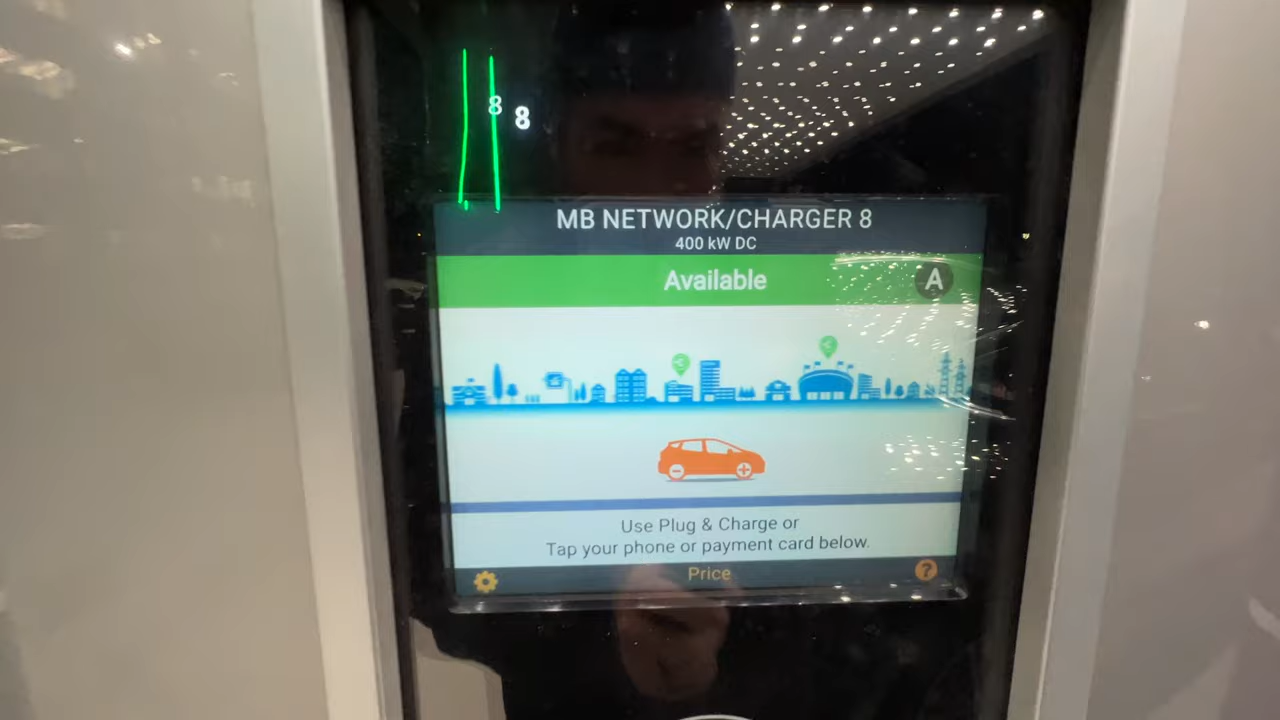 8 8
MB NETWORK/CHARGER 8
400 kW DC
Available
A
Use Plug & Charge or
Tap your phone or payment card below.
Price
?